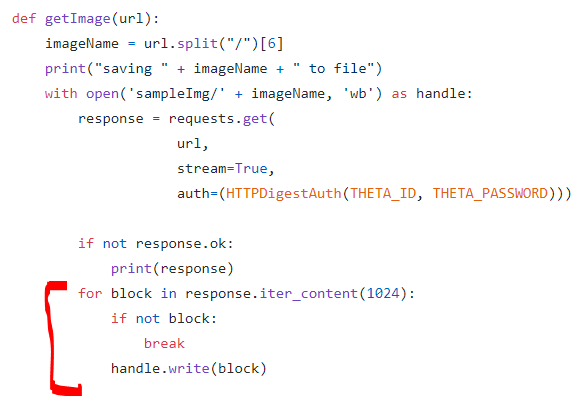 def getImage(url):
    imageName = url.split("/")[6]
    print("saving " + imageName + " to file")
    with open('sampleImg/' + imageName, 'wb') as handle:
        response = requests.get(
                    url,
                    stream=True,
                    auth=(HTTPDigestAuth(THETA_ID, THETA_PASSWORD)))
        if not response.ok:
            print(response)
        for block in response.iter_content(1024):
            if not block:
                break
            handle.write(block)